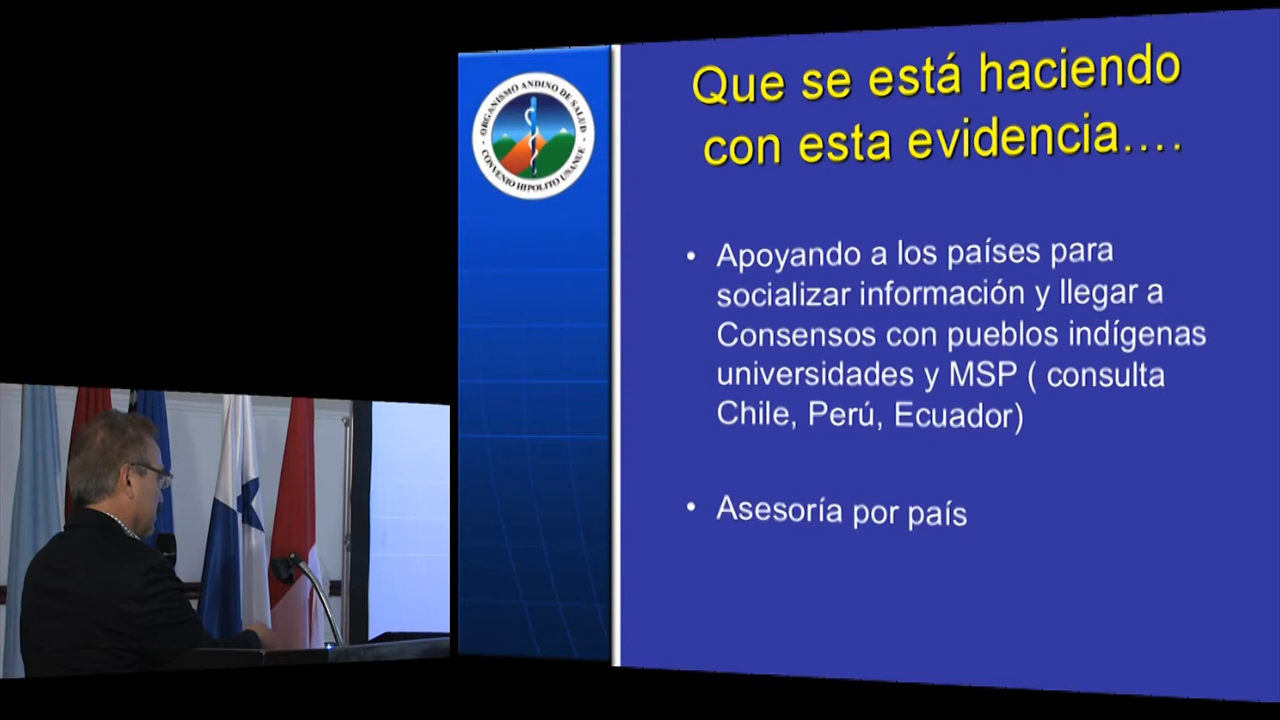 ORGANISMO ANDINO DE SALUD
CONVENIO HIPOLITO UNANUE
Que se está haciendo
con esta evidencia....
• Apoyando a los países para
socializar información y llegar a
Consensos con pueblos indígenas
universidades y MSP ( consulta
Chile, Perú, Ecuador)
• Asesoría por país